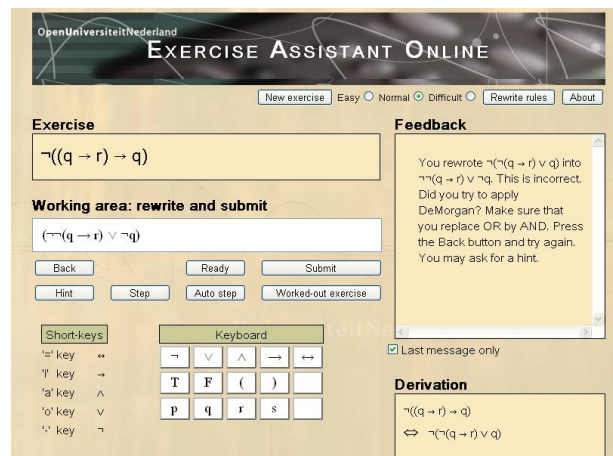 OpenUniversiteitNederland
EXERCISE ASSISTANT ONLINE
New exercise Easy Normal Difficult Rewrite rules About
Exercise
¬((q → r) → q)
Working area: rewrite and submit
(¬¬(q → r) ∨ ¬q)
Back Ready Submit
Hint Step Auto step Worked-out exercise
Short-keys
'=' key ↔
'i' key →
'a' key ∧
'o' key ∨
'-' key ¬
Keyboard
¬ ∨ ∧ → ↔
T F ( )
p q r s
Feedback
You rewrote ¬(¬(q → r) ∨ q) into
¬¬(q → r) ∨ ¬q. This is incorrect.
Did you try to apply
DeMorgan? Make sure that
you replace OR by AND. Press
the Back button and try again.
You may ask for a hint.
Last message only
Derivation
¬((q → r) → q)
⇔ ¬(¬(q → r) ∨ q)